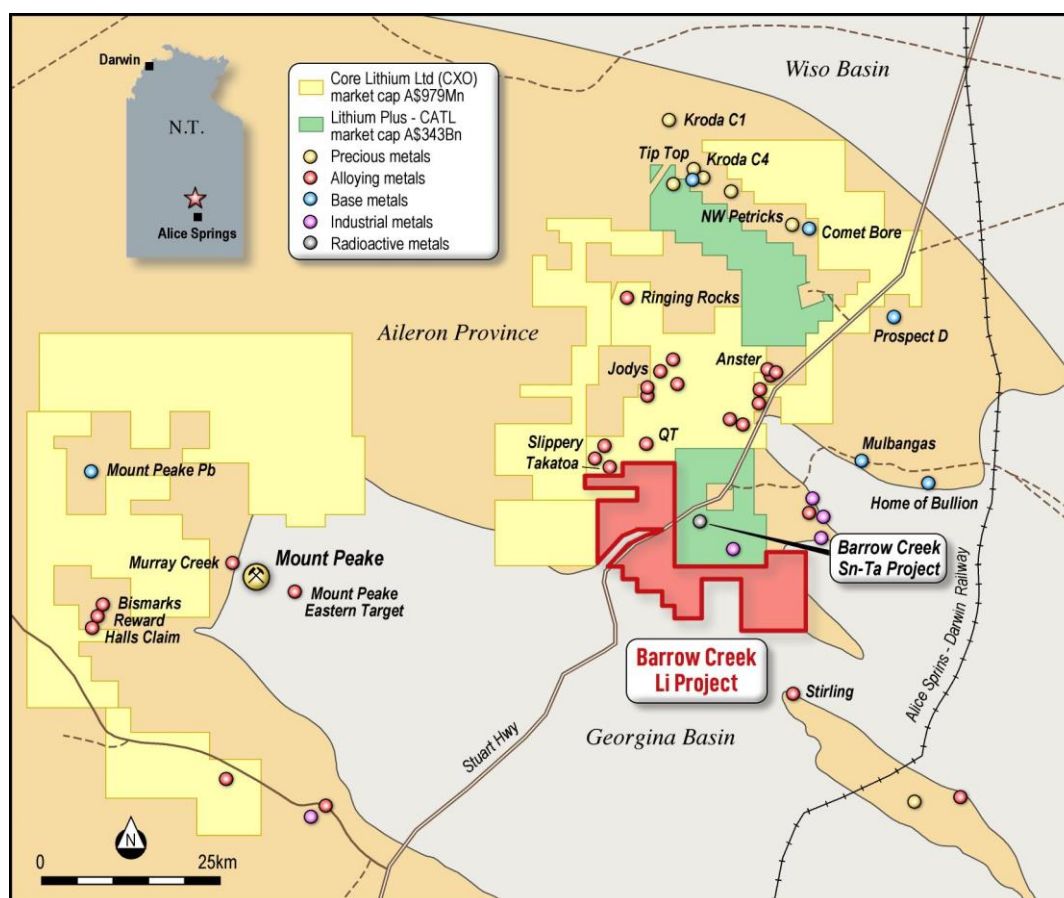 Darwin
N.T.
Alice Springs
Core Lithium Ltd (CXO)
market cap A$979Mn
Lithium Plus - CATL
market cap A$343Bn
Precious metals
Alloying metals
Base metals
Industrial metals
Radioactive metals
Wiso Basin
Kroda C1
Tip Top
Kroda C4
NW Petricks
Comet Bore
Ringing Rocks
Prospect D
Aileron Province
Jodys
Anster
Slippery
QT
Takatoa
Mulbangas
Mount Peake Pb
Home of Bullion
Murray Creek
Mount Peake
Barrow Creek
Sn-Ta Project
Mount Peake
Eastern Target
Bismarks
Reward
Halls Claim
Barrow Creek
Li Project
Stirling
Alice Sprins - Darwin Railway
Stuart Hwy
Georgina Basin
N
0
25km